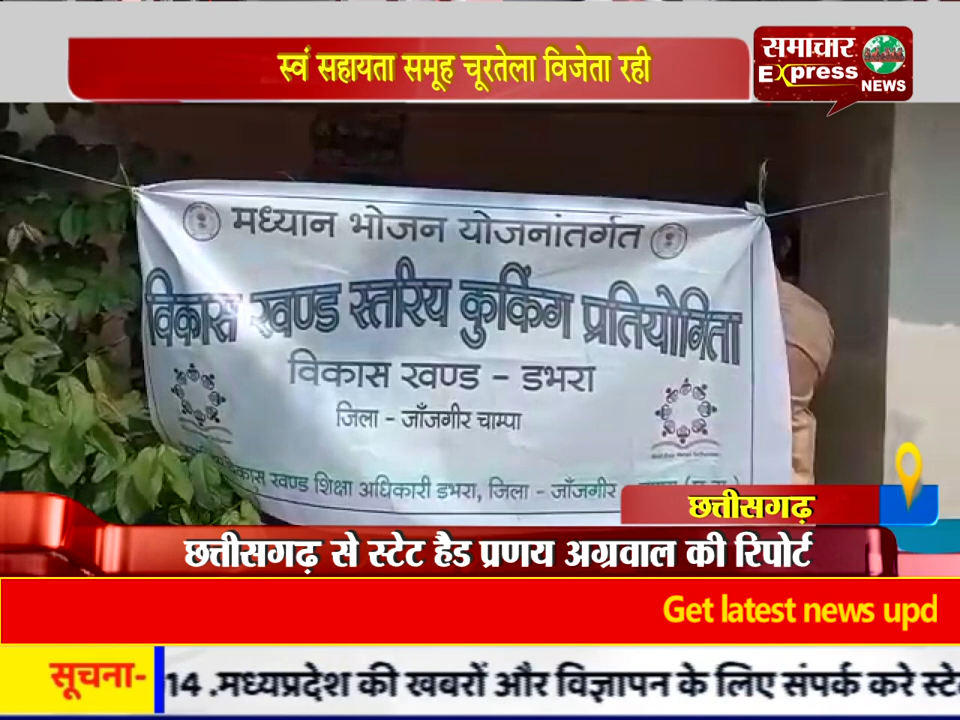 स्वं सहायता समूह चूरतेला विजेता रही
समाचार
Express
NEWS
मध्यान भोजन योजनांतर्गत
विकास खण्ड स्तरिय कुकिंग प्रतियोगिता
विकास खण्ड - डभरा
जिला - जाँजगीर चाम्पा
विकास खण्ड शिक्षा अधिकारी डभरा, जिला - जाँजगीर
छत्तीसगढ़
छत्तीसगढ़ से स्टेट हैड प्रणय अग्रवाल की रिपोर्ट
Get latest news upd
सूचना- 14 .मध्यप्रदेश की खबरों और विज्ञापन के लिए संपर्क करे स्टे